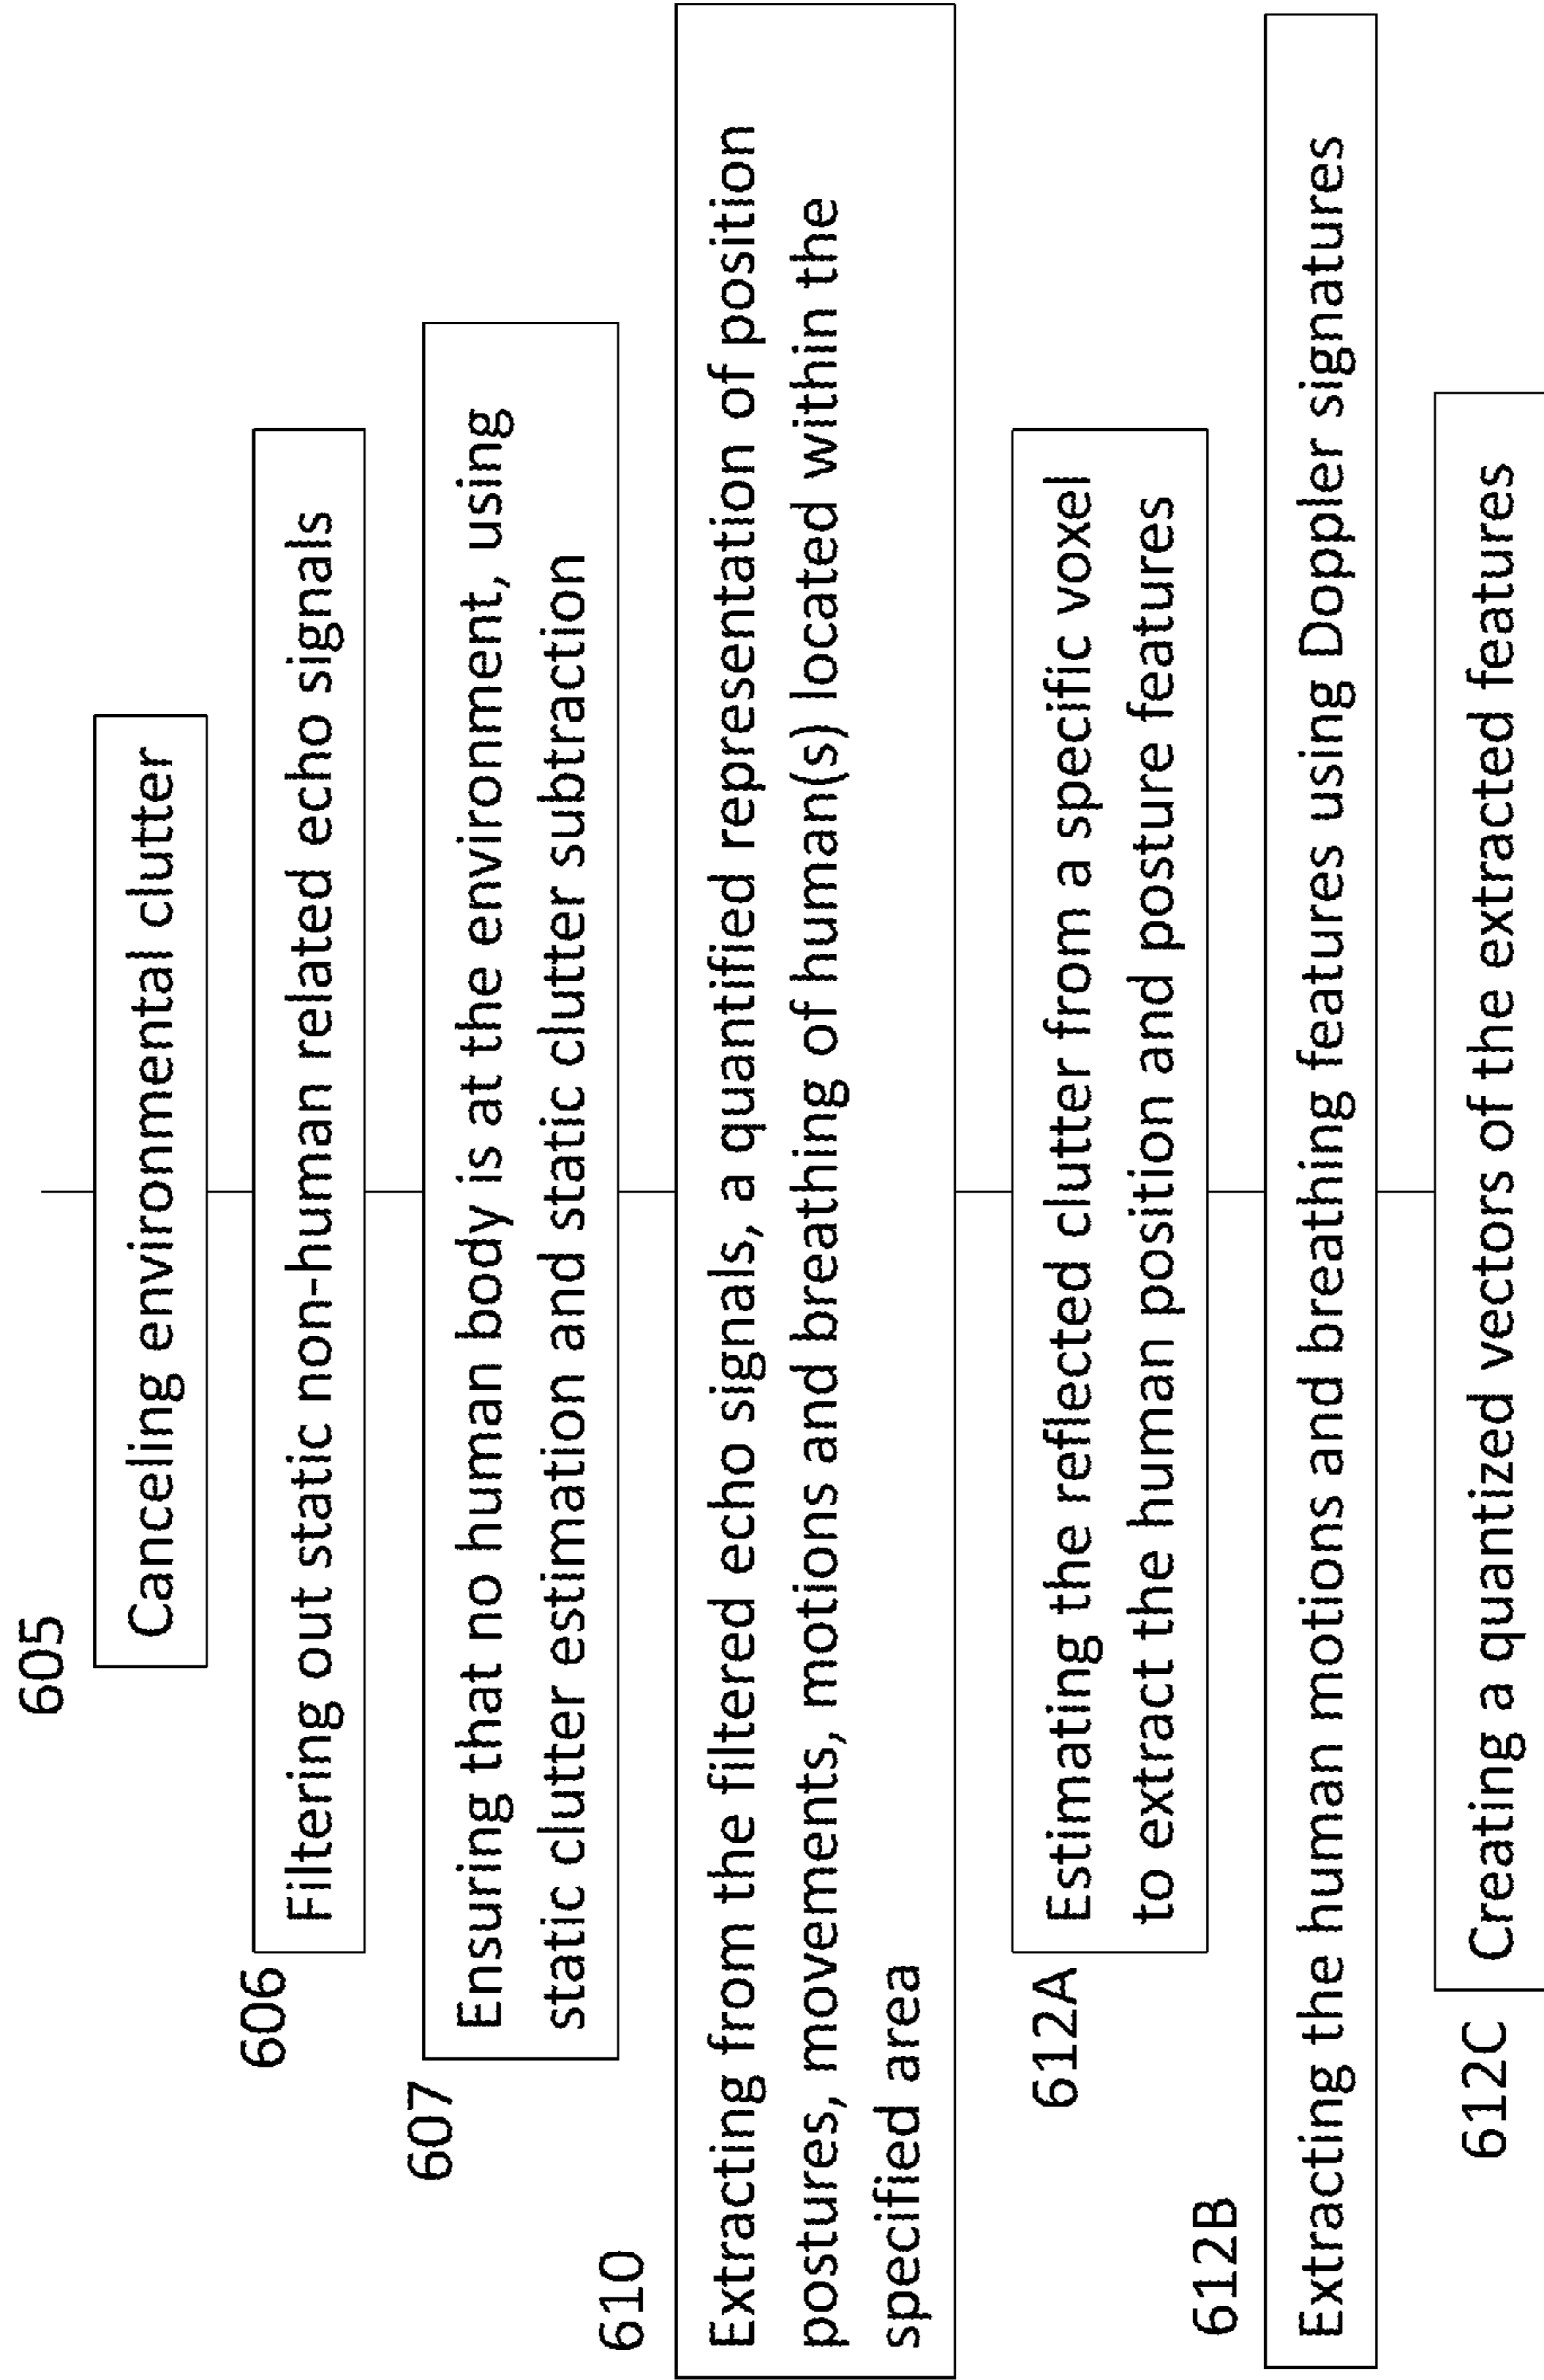 605
Canceling environmental clutter
606
Filtering out static non-human related echo signals
607
Ensuring that no human body is at the environment, using
static clutter estimation and static clutter subtraction
610
Extracting from the filtered echo signals, a quantified representation of position
postures, movements, motions and breathing of human(s) located within the
specified area
612A
Estimating the reflected clutter from a specific voxel
to extract the human position and posture features
612B
Extracting the human motions and breathing features using Doppler signatures
612C
Creating a quantized vectors of the extracted features